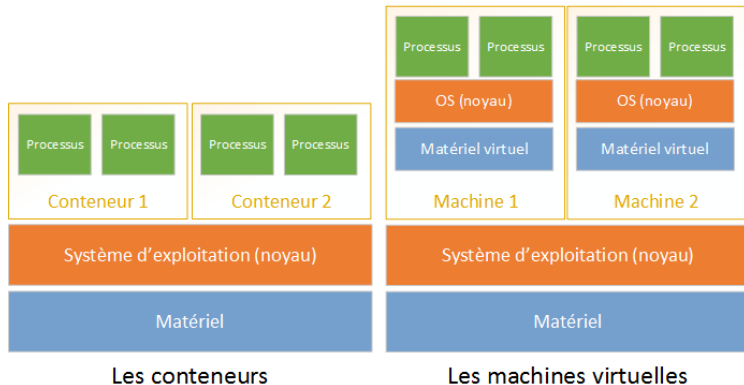 Processus Processus
Processus Processus
OS (noyau)
OS (noyau)
Matériel virtuel
Matériel virtuel
Machine 1
Machine 2
Processus Processus
Processus Processus
Conteneur 1
Conteneur 2
Système d'exploitation (noyau)
Système d'exploitation (noyau)
Matériel
Matériel
Les conteneurs
Les machines virtuelles